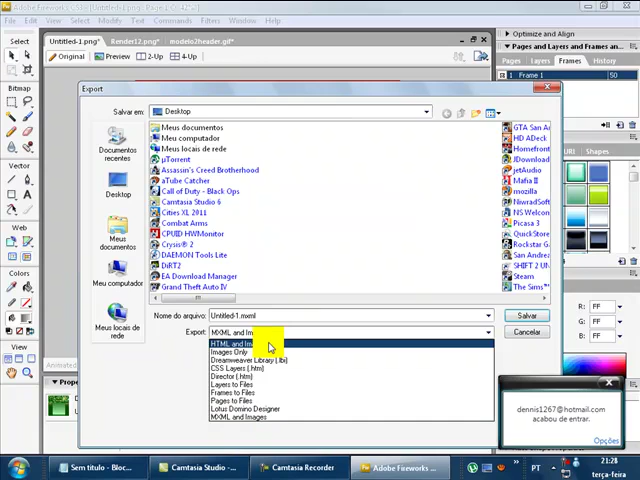 File Edit View Select Modify Text Commands Filters Window Help
Select
Bitmap
Vector
Web
Colors
View
Untitled-1.png*
Render12.png*
modelo2header.gif*
Original
Preview
2-Up
4-Up
Export
Salvar em:
Desktop
Documentos
recentes
Desktop
Meus
documentos
Meu computador
Meus locais de
rede
Meus documentos
Meu computador
Meus locais de rede
µTorrent
Assassin's Creed Brotherhood
aTube Catcher
Call of Duty - Black Ops
Camtasia Studio 6
Cities XL 2011
Combat Arms
CPUID HWMonitor
Crysis® 2
DAEMON Tools Lite
DiRT2
EA Download Manager
Grand Theft Auto IV
GTA San An
HD ADeck
Homefront
JDownload
jetAudio
Mafia II
mozilla
NiwradSoft
NS Welcom
Picasa 3
QuickStore
Rockstar G
San Andrea
SHIFT 2 UN
Steam
The Sims™
Nome do arquivo:
Untitled-1.mxml
Salvar
Export:
MXML and Im
Cancelar
HTML and Im
Images Only
Dreamweaver Library (.lbi)
CSS Layers (.htm)
Director (.htm)
Layers to Files
Frames to Files
Pages to Files
Lotus Domino Designer
MXML and Images
Optimize and Align
Pages and Layers and Frames an
Pages
Layers
Frames
History
1 Frame 1
50
URl
Styles
R: FF
G: FF
B: FF
Animated
Prope
dennis1267@hotmail.com
acabou de entrar.
Opções
Sem titulo - Bloc...
Camtasia Studio -...
Camtasia Recorder
Adobe Fireworks C...
PT
21:28
terça-feira